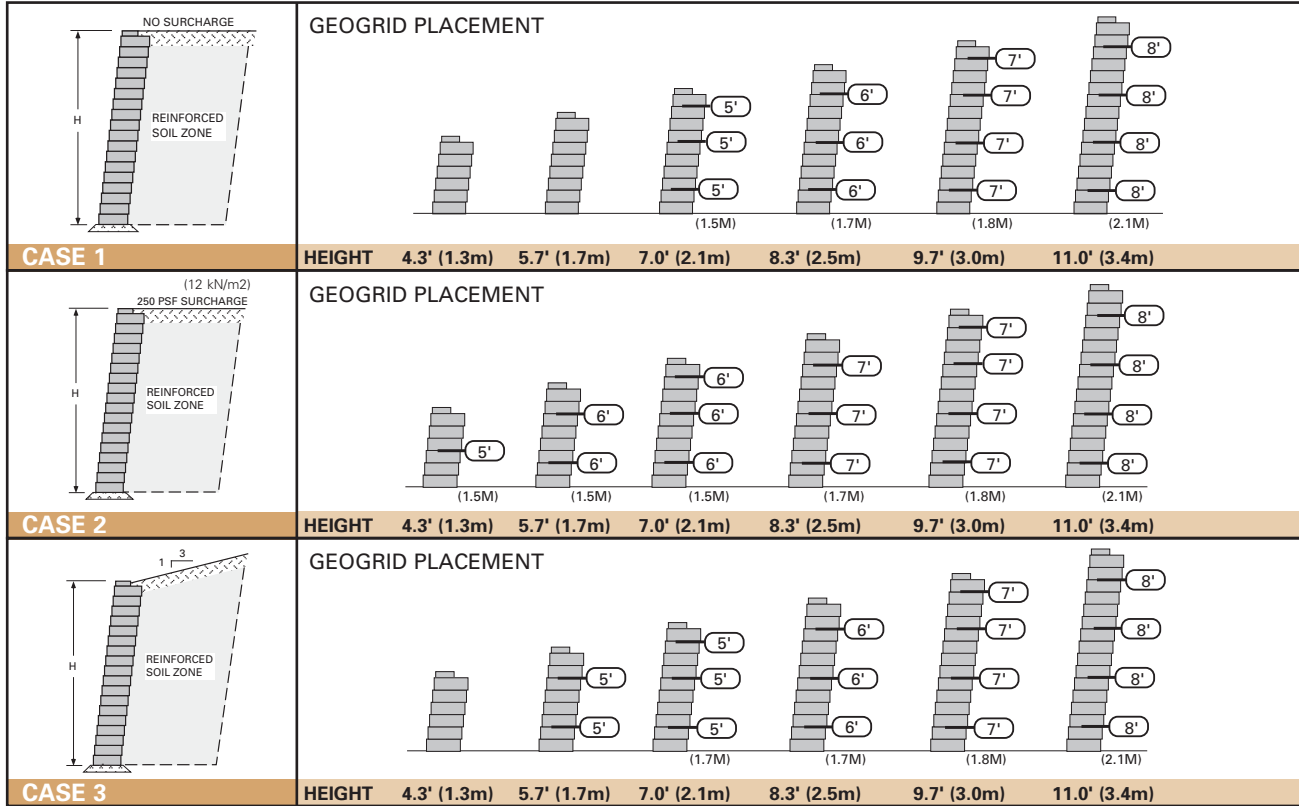 NO SURCHARGE
H
REINFORCED
SOIL ZONE
CASE 1
GEOGRID PLACEMENT
5'
5'
5'
(1.5M)
6'
6'
6'
(1.7M)
7'
7'
7'
7'
(1.8M)
8'
8'
8'
8'
(2.1M)
HEIGHT 4.3' (1.3m) 5.7' (1.7m) 7.0' (2.1m) 8.3' (2.5m) 9.7' (3.0m) 11.0' (3.4m)
(12 kN/m2)
250 PSF SURCHARGE
H
REINFORCED
SOIL ZONE
CASE 2
GEOGRID PLACEMENT
5'
(1.5M)
6'
6'
(1.5M)
6'
6'
6'
(1.5M)
7'
7'
7'
(1.7M)
7'
7'
7'
7'
(1.8M)
8'
8'
8'
8'
(2.1M)
HEIGHT 4.3' (1.3m) 5.7' (1.7m) 7.0' (2.1m) 8.3' (2.5m) 9.7' (3.0m) 11.0' (3.4m)
3
1
H
REINFORCED
SOIL ZONE
CASE 3
GEOGRID PLACEMENT
5'
5'
5'
5'
5'
(1.7M)
6'
6'
6'
(1.7M)
7'
7'
7'
7'
(1.8M)
8'
8'
8'
8'
(2.1M)
HEIGHT 4.3' (1.3m) 5.7' (1.7m) 7.0' (2.1m) 8.3' (2.5m) 9.7' (3.0m) 11.0' (3.4m)